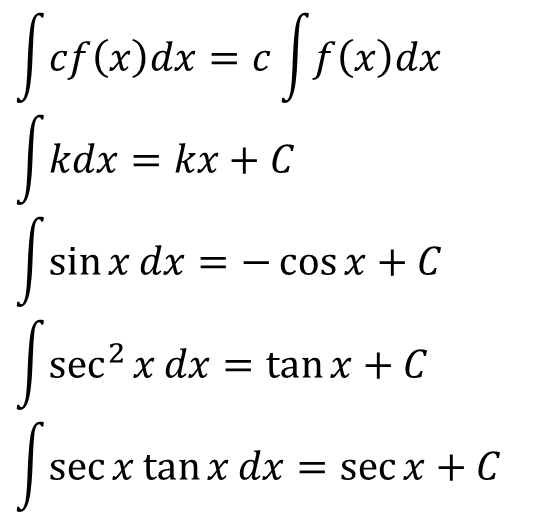 ∫cf(x)dx = c∫f(x)dx
∫kdx = kx + C
∫sin x dx = − cos x + C
∫sec² x dx = tan x + C
∫sec x tan x dx = sec x + C